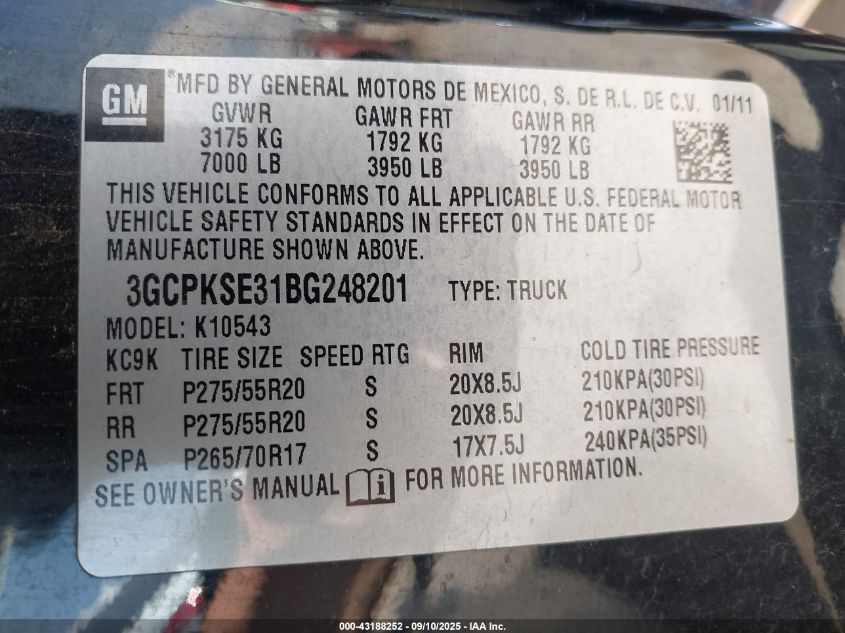 GM
®MFD BY GENERAL MOTORS DE MEXICO, S. DE R.L. DE C.V. 01/11
GVWR GAWR FRT GAWR RR
3175 KG 1792 KG 1792 KG
7000 LB 3950 LB 3950 LB
THIS VEHICLE CONFORMS TO ALL APPLICABLE U.S. FEDERAL MOTOR
VEHICLE SAFETY STANDARDS IN EFFECT ON THE DATE OF
MANUFACTURE SHOWN ABOVE.
3GCPKSE31BG248201 TYPE: TRUCK
MODEL: K10543
KC9K TIRE SIZE SPEED RTG RIM COLD TIRE PRESSURE
FRT P275/55R20 S 20X8.5J 210KPA(30PSI)
RR P275/55R20 S 20X8.5J 210KPA(30PSI)
SPA P265/70R17 S 17X7.5J 240KPA(35PSI)
SEE OWNER'S MANUAL i FOR MORE INFORMATION.
000-43188252 - 09/10/2025 - IAA Inc.